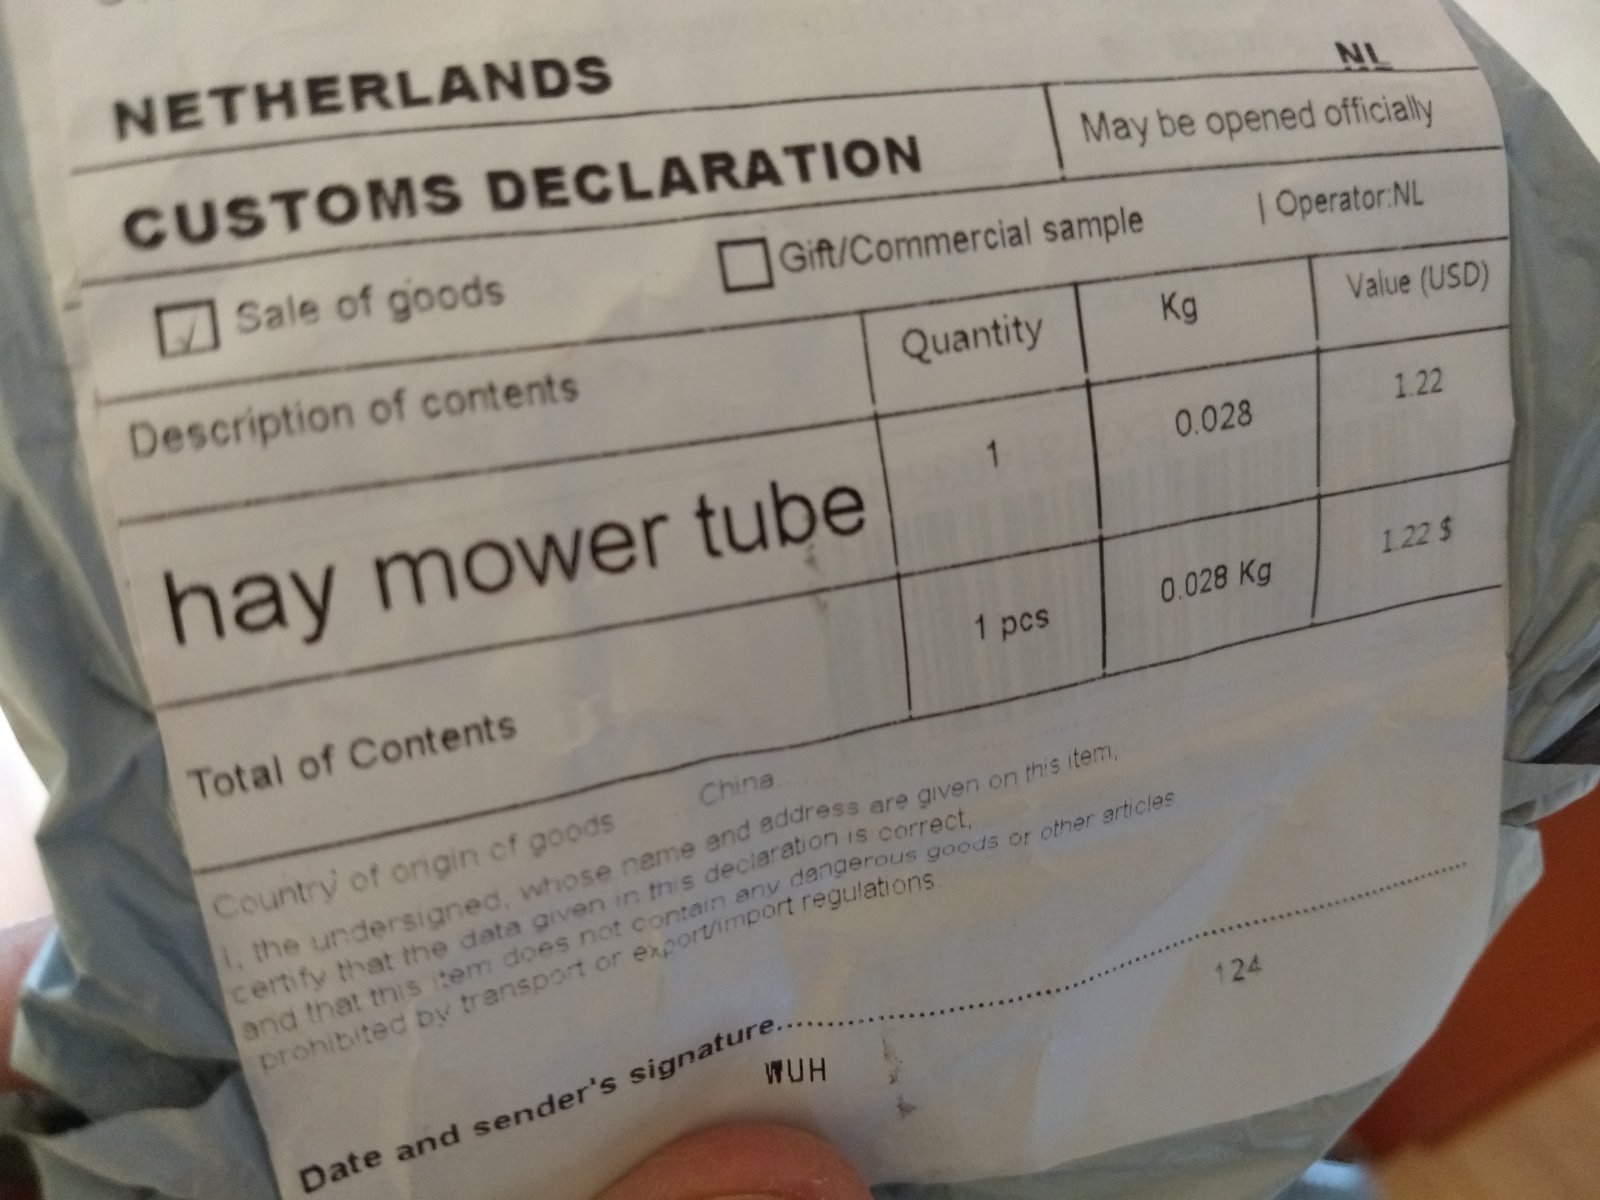 NETHERLANDS
NL
CUSTOMS DECLARATION
May be opened officially
Sale of goods
Gift/Commercial sample
| Operator:NL
Description of contents
Quantity
Kg
Value (USD)
hay mower tube
1
0.028
1.22
Total of Contents
1 pcs
0.028 Kg
1.22 $
Country of origin of goods
China
I, the undersigned, whose name and address are given on this item,
certify that the data given in this declaration is correct,
and that this item does not contain any dangerous goods or other articles
prohibited by transport or export/import regulations.
Date and sender's signature
124
WUH